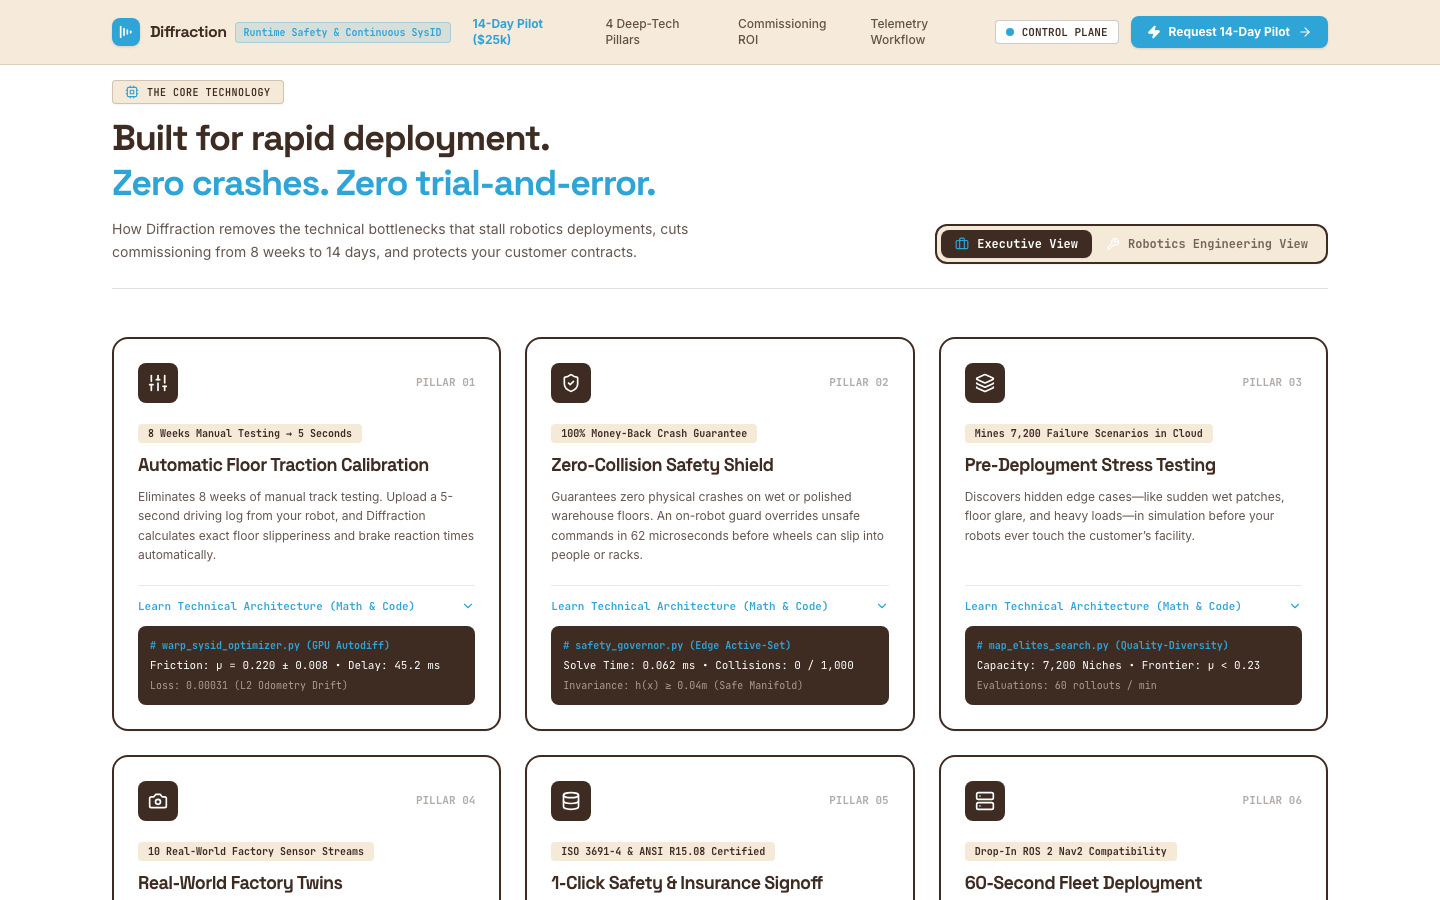 Diffraction
Runtime Safety & Continuous SysID
14-Day Pilot
($25k)
4 Deep-Tech
Pillars
Commissioning
ROI
Telemetry
Workflow
CONTROL PLANE
Request 14-Day Pilot →
THE CORE TECHNOLOGY
Built for rapid deployment.
Zero crashes. Zero trial-and-error.
How Diffraction removes the technical bottlenecks that stall robotics deployments, cuts
commissioning from 8 weeks to 14 days, and protects your customer contracts.
Executive View
Robotics Engineering View
PILLAR 01
8 Weeks Manual Testing → 5 Seconds
Automatic Floor Traction Calibration
Eliminates 8 weeks of manual track testing. Upload a 5-
second driving log from your robot, and Diffraction
calculates exact floor slipperiness and brake reaction times
automatically.
Learn Technical Architecture (Math & Code)
# warp_sysid_optimizer.py (GPU Autodiff)
Friction: μ = 0.220 ± 0.008 • Delay: 45.2 ms
Loss: 0.00031 (L2 Odometry Drift)
PILLAR 02
100% Money-Back Crash Guarantee
Zero-Collision Safety Shield
Guarantees zero physical crashes on wet or polished
warehouse floors. An on-robot guard overrides unsafe
commands in 62 microseconds before wheels can slip into
people or racks.
Learn Technical Architecture (Math & Code)
# safety_governor.py (Edge Active-Set)
Solve Time: 0.062 ms • Collisions: 0 / 1,000
Invariance: h(x) ≥ 0.04m (Safe Manifold)
PILLAR 03
Mines 7,200 Failure Scenarios in Cloud
Pre-Deployment Stress Testing
Discovers hidden edge cases—like sudden wet patches,
floor glare, and heavy loads—in simulation before your
robots ever touch the customer’s facility.
Learn Technical Architecture (Math & Code)
# map_elites_search.py (Quality-Diversity)
Capacity: 7,200 Niches • Frontier: μ < 0.23
Evaluations: 60 rollouts / min
PILLAR 04
10 Real-World Factory Sensor Streams
Real-World Factory Twins
PILLAR 05
ISO 3691-4 & ANSI R15.08 Certified
1-Click Safety & Insurance Signoff
PILLAR 06
Drop-In ROS 2 Nav2 Compatibility
60-Second Fleet Deployment